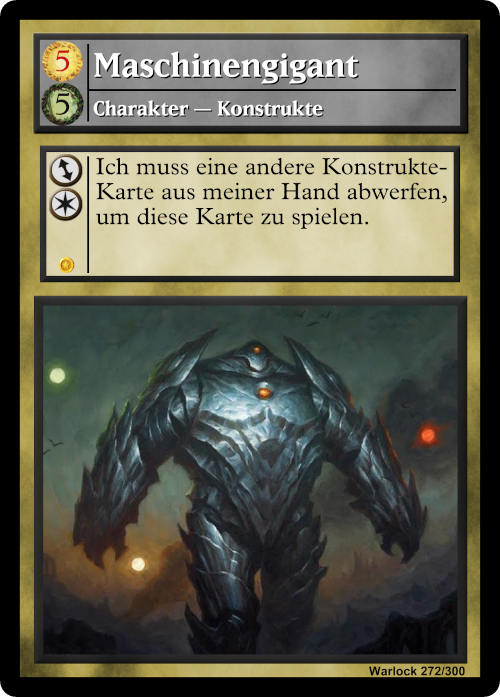 5
Maschinengigant
5
Charakter — Konstrukte
Ich muss eine andere Konstrukte-
Karte aus meiner Hand abwerfen,
um diese Karte zu spielen.
Warlock 272/300